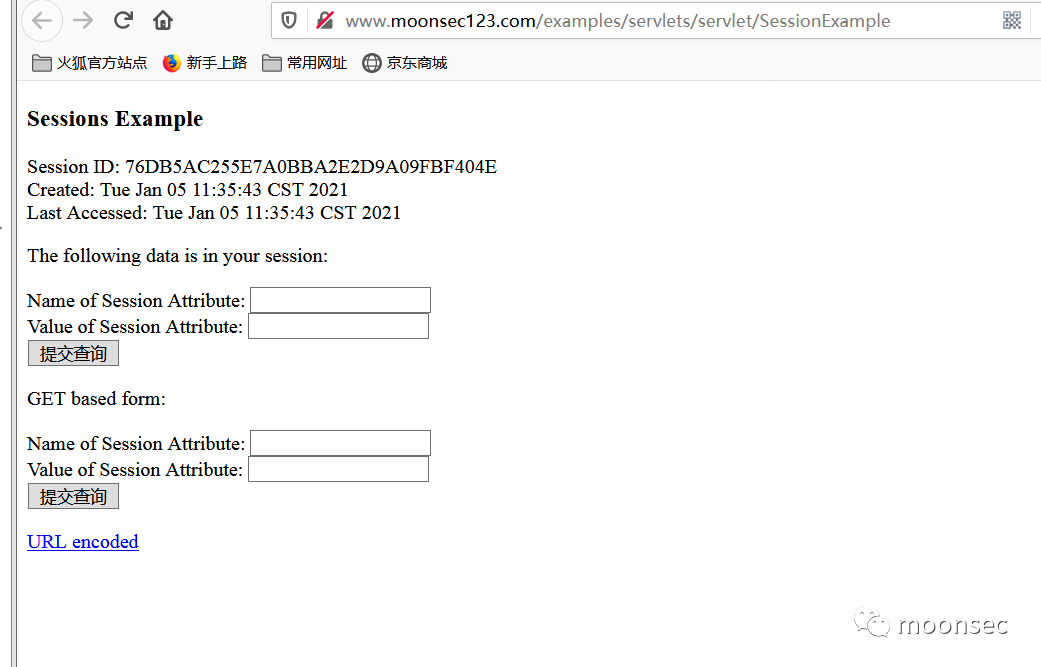 www.moonsec123.com/examples/servlets/servlet/SessionExample
火狐官方站点 新手上路 常用网址 京东商城
Sessions Example
Session ID: 76DB5AC255E7A0BBA2E2D9A09FBF404E
Created: Tue Jan 05 11:35:43 CST 2021
Last Accessed: Tue Jan 05 11:35:43 CST 2021
The following data is in your session:
Name of Session Attribute:
Value of Session Attribute:
提交查询
GET based form:
Name of Session Attribute:
Value of Session Attribute:
提交查询
URL encoded
moonsec